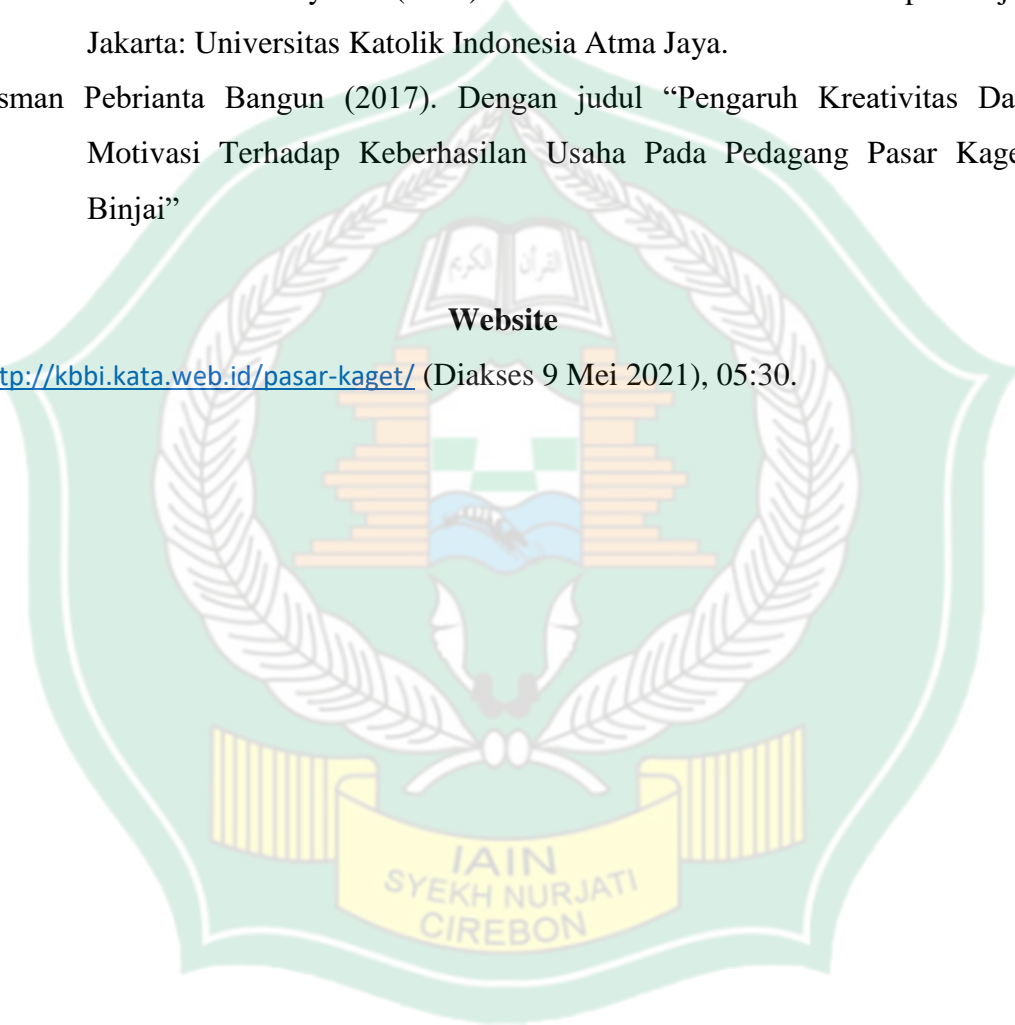 Jakarta: Universitas Katolik Indonesia Atma Jaya.
sman Pebrianta Bangun (2017). Dengan judul “Pengaruh Kreativitas Da
Motivasi Terhadap Keberhasilan Usaha Pada Pedagang Pasar Kage
Binjai”
القرآن الكريم
Website
tp://kbbi.kata.web.id/pasar-kaget/ (Diakses 9 Mei 2021), 05:30.
IAIN
SYEKH NURJATI
CIREBON